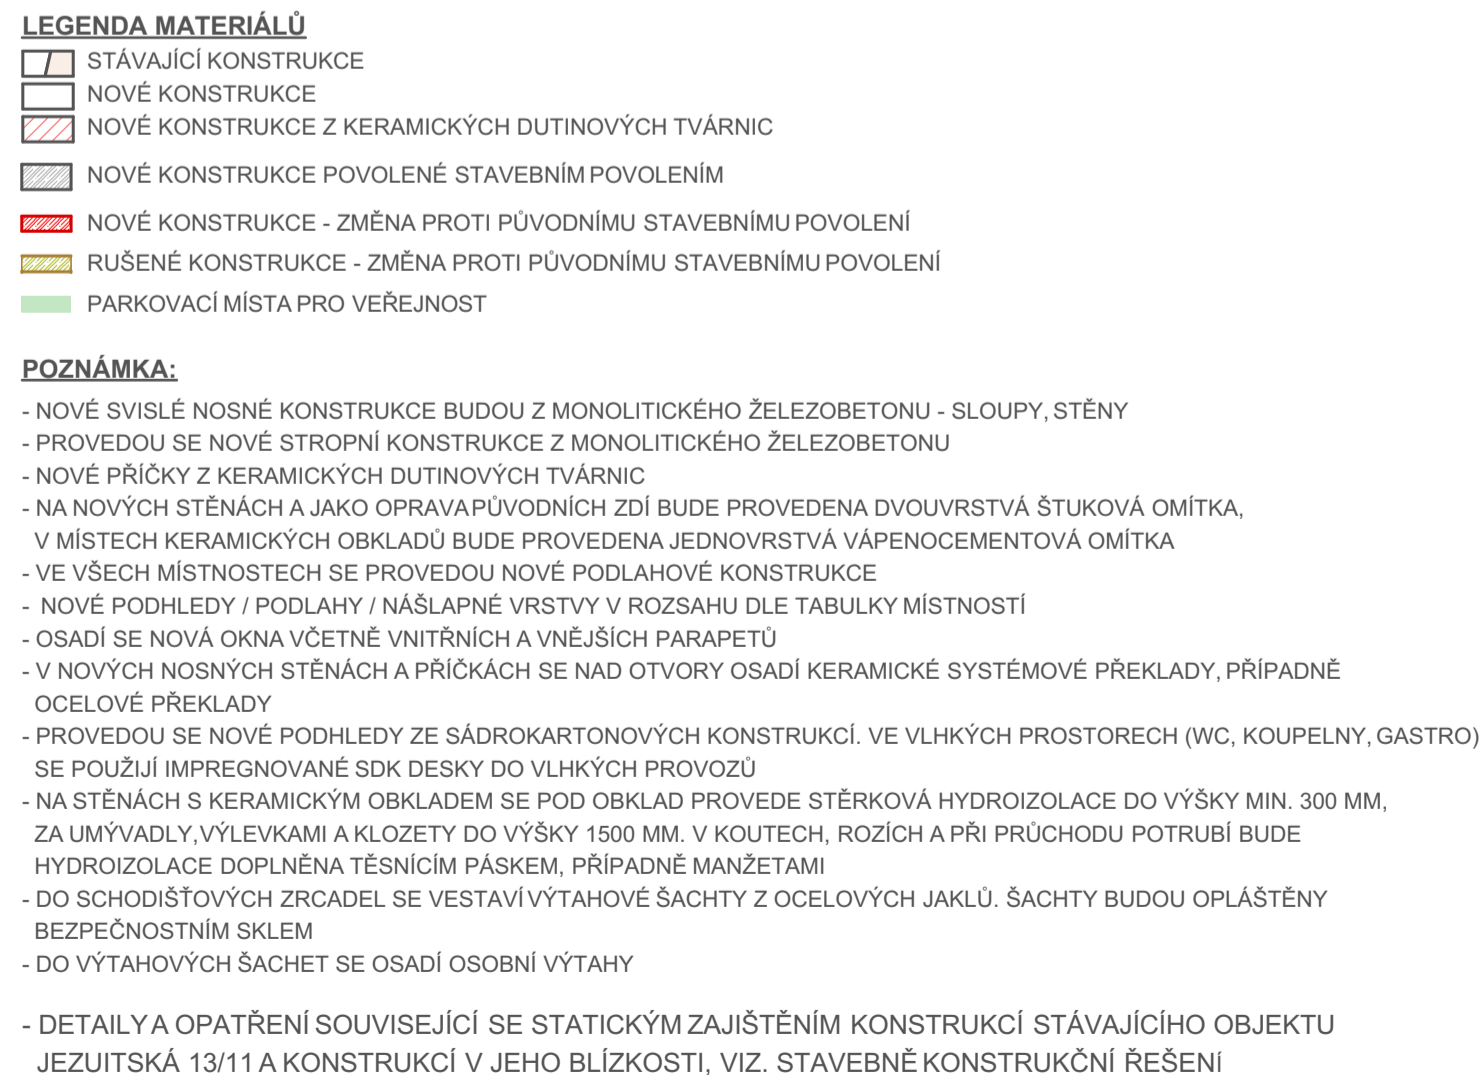 LEGENDA MATERIÁLŮ
STÁVAJÍCÍ KONSTRUKCE
NOVÉ KONSTRUKCE
NOVÉ KONSTRUKCE Z KERAMICKÝCH DUTINOVÝCH TVÁRNIC
NOVÉ KONSTRUKCE POVOLENÉ STAVEBNÍM POVOLENÍM
NOVÉ KONSTRUKCE - ZMĚNA PROTI PŮVODNÍMU STAVEBNÍMU POVOLENÍ
RUŠENÉ KONSTRUKCE - ZMĚNA PROTI PŮVODNÍMU STAVEBNÍMU POVOLENÍ
PARKOVACÍ MÍSTA PRO VEŘEJNOST
POZNÁMKA:
- NOVÉ SVISLÉ NOSNÉ KONSTRUKCE BUDOU Z MONOLITICKÉHO ŽELEZOBETONU - SLOUPY, STĚNY
- PROVEDOU SE NOVÉ STROPNÍ KONSTRUKCE Z MONOLITICKÉHO ŽELEZOBETONU
- NOVÉ PŘÍČKY Z KERAMICKÝCH DUTINOVÝCH TVÁRNIC
- NA NOVÝCH STĚNÁCH A JAKO OPRAVA PŮVODNÍCH ZDÍ BUDE PROVEDENA DVOUVRSTVÁ ŠTUKOVÁ OMÍTKA,
V MÍSTECH KERAMICKÝCH OBKLADŮ BUDE PROVEDENA JEDNOVRSTVÁ VÁPENOCEMENTOVÁ OMÍTKA
- VE VŠECH MÍSTNOSTECH SE PROVEDOU NOVÉ PODLAHOVÉ KONSTRUKCE
- NOVÉ PODHLEDY / PODLAHY / NÁŠLAPNÉ VRSTVY V ROZSAHU DLE TABULKY MÍSTNOSTÍ
- OSADÍ SE NOVÁ OKNA VČETNĚ VNITŘNÍCH A VNĚJŠÍCH PARAPETŮ
- V NOVÝCH NOSNÝCH STĚNÁCH A PŘÍČKÁCH SE NAD OTVORY OSADÍ KERAMICKÉ SYSTÉMOVÉ PŘEKLADY, PŘÍPADNĚ
OCELOVÉ PŘEKLADY
- PROVEDOU SE NOVÉ PODHLEDY ZE SÁDROKARTONOVÝCH KONSTRUKCÍ. VE VLHKÝCH PROSTORECH (WC, KOUPELNY, GASTRO)
SE POUŽIJÍ IMPREGNOVANÉ SDK DESKY DO VLHKÝCH PROVOZŮ
- NA STĚNÁCH S KERAMICKÝM OBKLADEM SE POD OBKLAD PROVEDE STĚRKOVÁ HYDROIZOLACE DO VÝŠKY MIN. 300 MM,
ZA UMÝVADLY, VÝLEVKAMI A KLOZETY DO VÝŠKY 1500 MM. V KOUTECH, ROZÍCH A PŘI PRŮCHODU POTRUBÍ BUDE
HYDROIZOLACE DOPLNĚNA TĚSNÍCÍM PÁSKEM, PŘÍPADNĚ MANŽETAMI
- DO SCHODIŠŤOVÝCH ZRCADEL SE VESTAVÍ VÝTAHOVÉ ŠACHTY Z OCELOVÝCH JAKLŮ. ŠACHTY BUDOU OPLÁŠTĚNY
BEZPEČNOSTNÍM SKLEM
- DO VÝTAHOVÝCH ŠACHET SE OSADÍ OSOBNÍ VÝTAHY
- DETAILY A OPATŘENÍ SOUVISEJÍCÍ SE STATICKÝM ZAJIŠTĚNÍM KONSTRUKCÍ STÁVAJÍCÍHO OBJEKTU
JEZUITSKÁ 13/11 A KONSTRUKCÍ V JEHO BLÍZKOSTI, VIZ. STAVEBNĚ KONSTRUKČNÍ ŘEŠENÍ